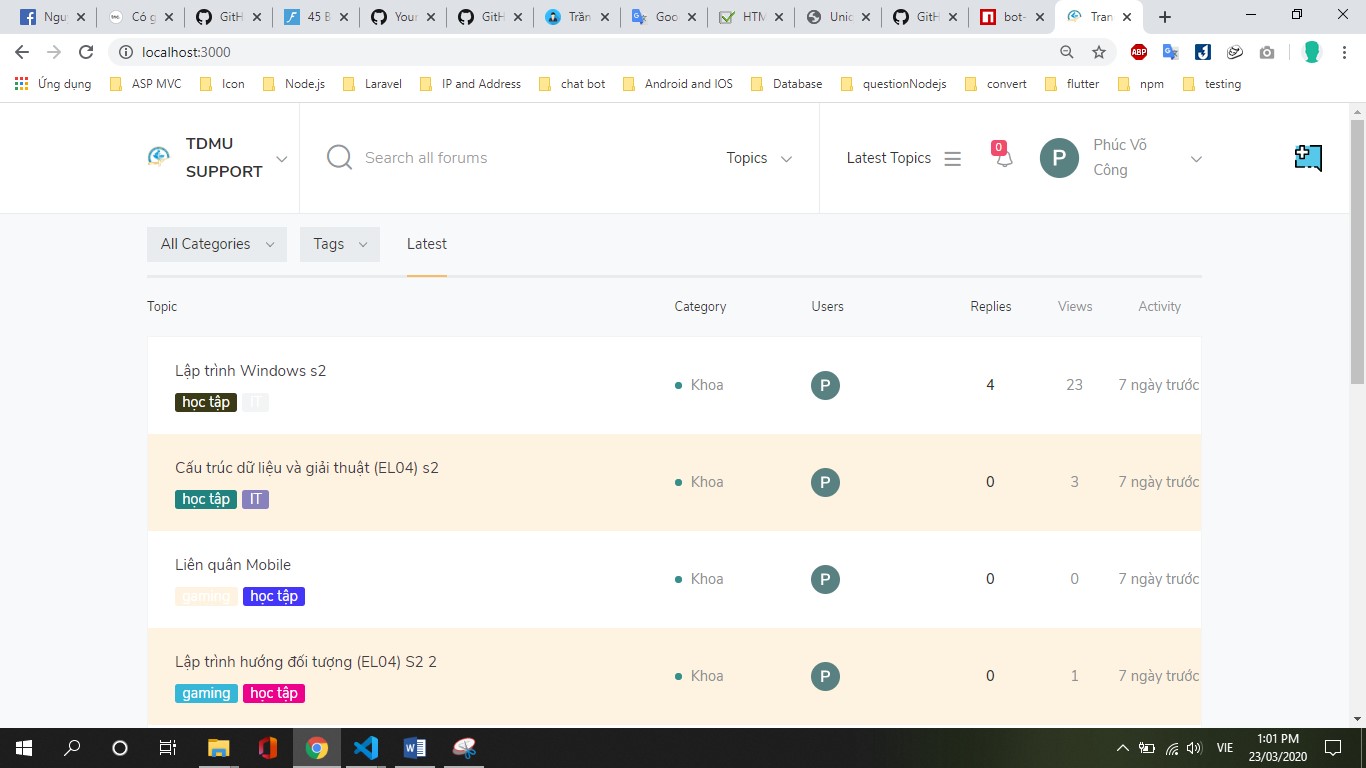 Ngu
Có g
GitH
45 B
Your
GitH
Trần
Goo
HTM
Unic
GitH
bot-
Tran
localhost:3000
ABP
Ứng dụng
ASP MVC
Icon
Node.js
Laravel
IP and Address
chat bot
Android and IOS
Database
questionNodejs
convert
flutter
npm
testing
TDMU
SUPPORT
Search all forums
Topics
Latest Topics
0
P
Phúc Võ
Công
All Categories
Tags
Latest
Topic Category Users Replies Views Activity
Lập trình Windows s2
học tập IT
Khoa P 4 23 7 ngày trước
Cấu trúc dữ liệu và giải thuật (EL04) s2
học tập IT
Khoa P 0 3 7 ngày trước
Liên quân Mobile
gaming học tập
Khoa P 0 0 7 ngày trước
Lập trình hướng đối tượng (EL04) S2 2
gaming học tập
Khoa P 0 1 7 ngày trước
VIE
1:01 PM
23/03/2020